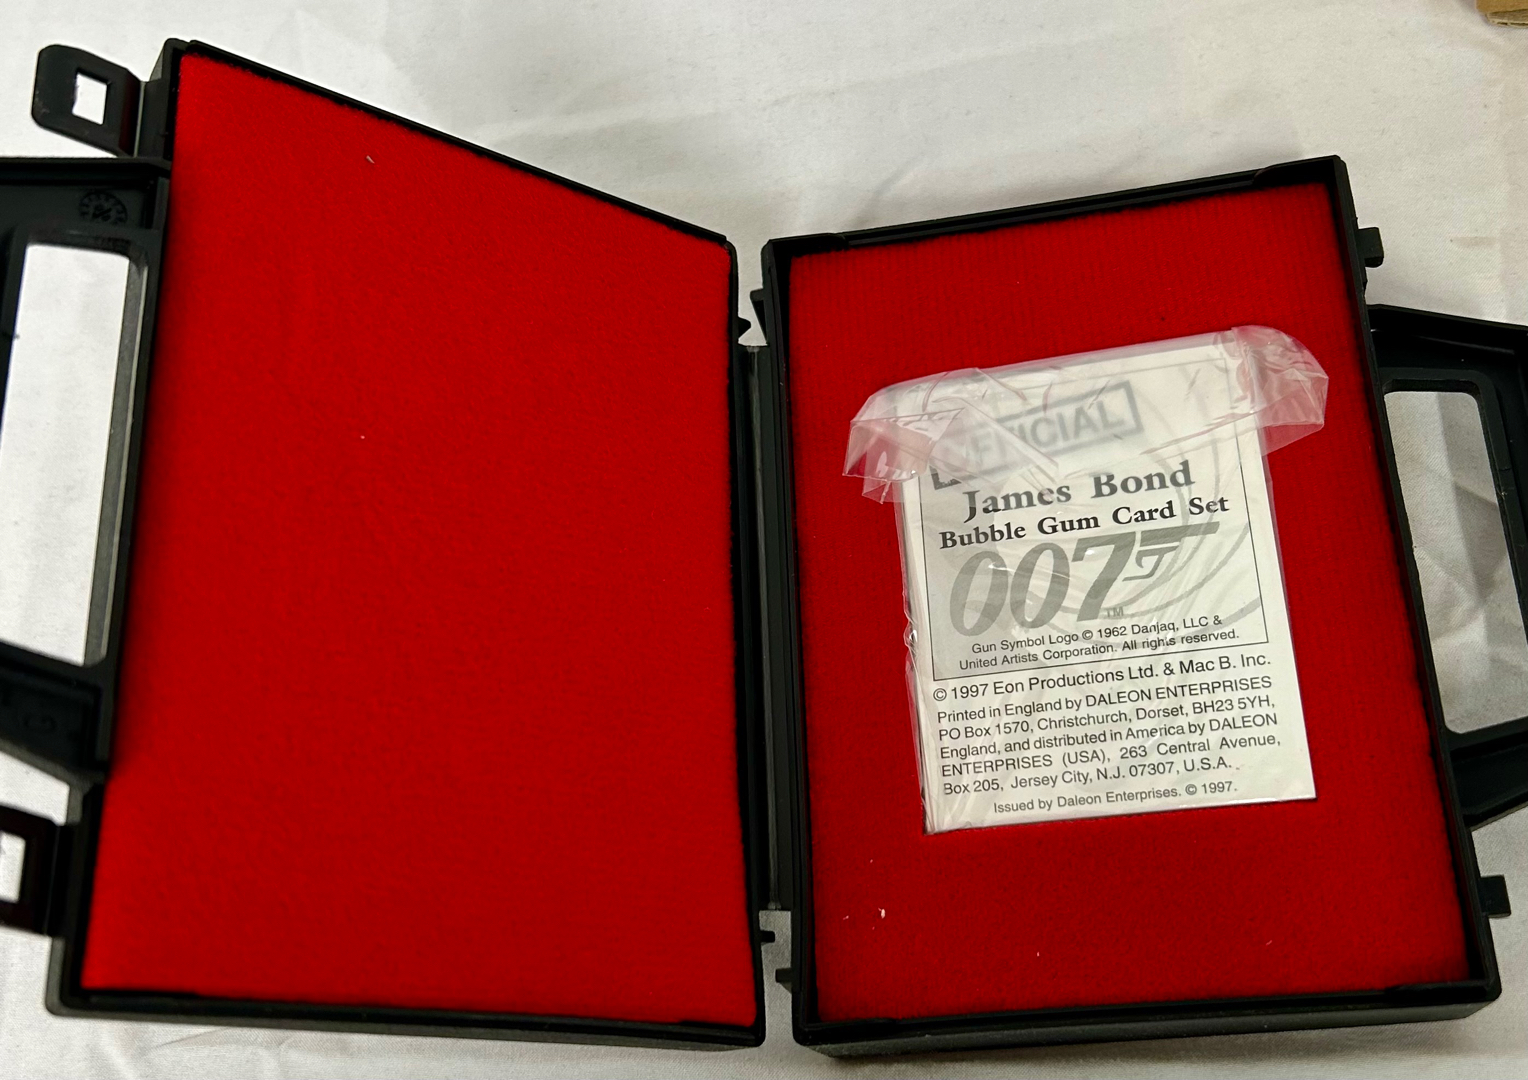 OFFICIAL
James Bond
Bubble Gum Card Set
007
TM
Gun Symbol Logo © 1962 Danjaq, LLC &
United Artists Corporation. All rights reserved.
© 1997 Eon Productions Ltd. & Mac B. Inc.
Printed in England by DALEON ENTERPRISES
PO Box 1570, Christchurch, Dorset, BH23 5YH,
England, and distributed in America by DALEON
ENTERPRISES (USA), 263 Central Avenue,
Box 205, Jersey City, N.J. 07307, U.S.A.
Issued by Daleon Enterprises. © 1997.